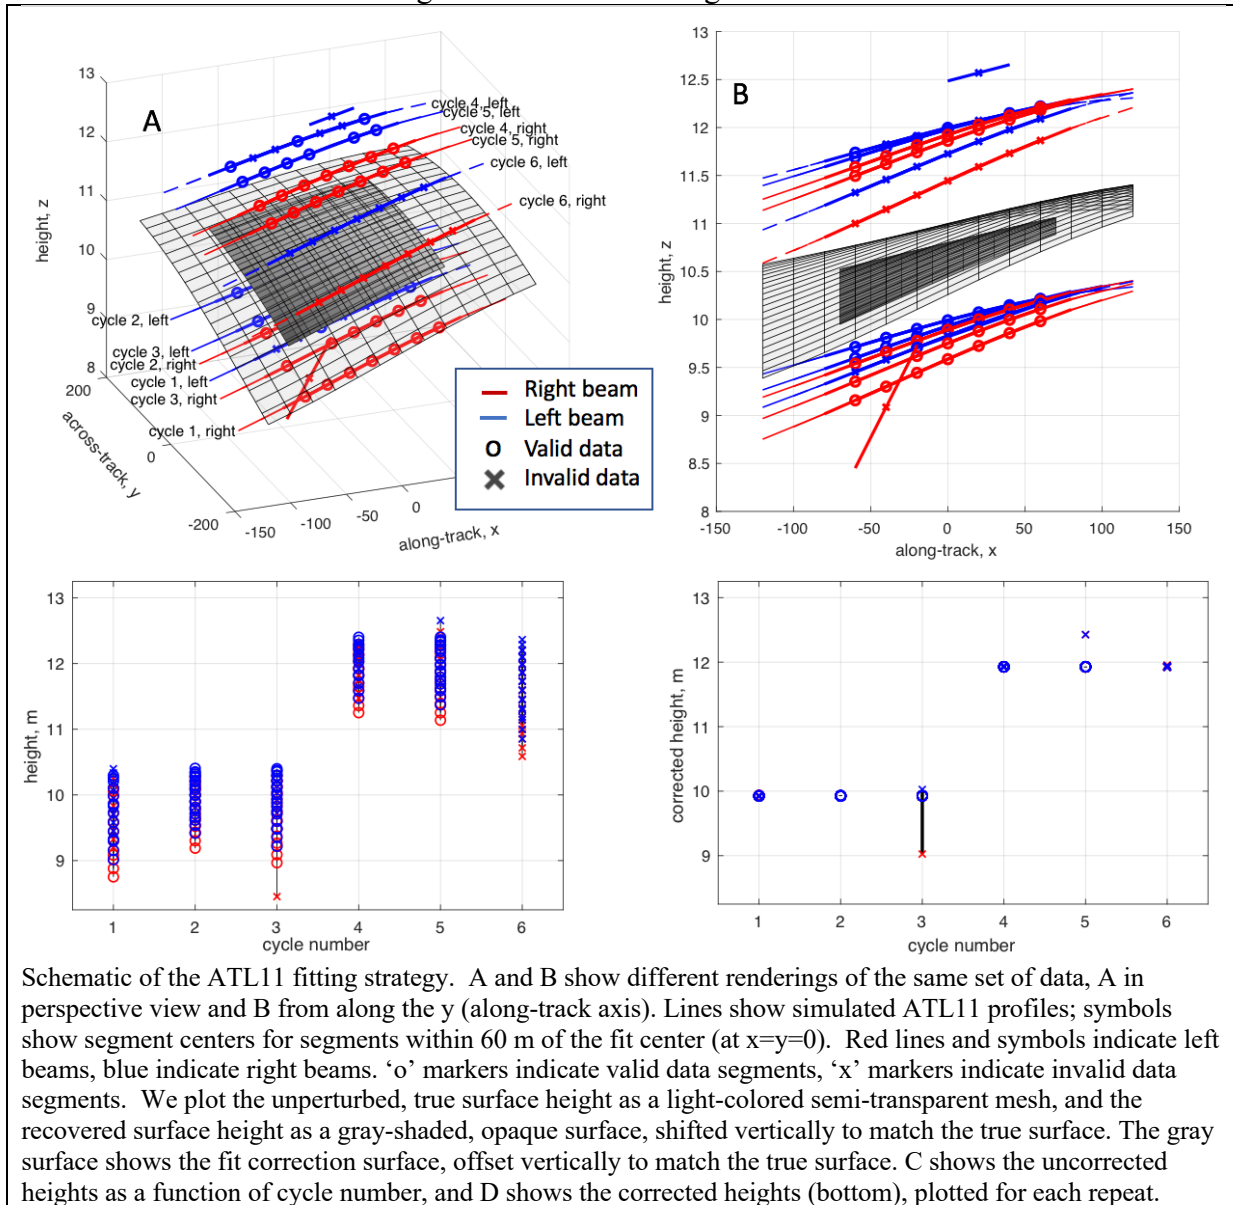 13
12
11
10
9
8
height, z
A
cycle 4, left
cycle 5, left
cycle 4, right
cycle 5, right
cycle 6, left
cycle 6, right
cycle 2, left
cycle 3, left
cycle 2, right
cycle 1, left
cycle 3, right
cycle 1, right
200
0
-200
across-track, y
-150
-100
-50
0
along-track, x
Right beam
Left beam
Valid data
Invalid data
B
13
12.5
12
11.5
11
10.5
10
9.5
9
8.5
8
height, z
-150
-100
-50
0
50
100
150
along-track, x
13
12
11
10
9
height, m
1
2
3
4
5
6
cycle number
13
12
11
10
9
corrected height, m
1
2
3
4
5
6
cycle number
Schematic of the ATL11 fitting strategy. A and B show different renderings of the same set of data, A in
perspective view and B from along the y (along-track axis). Lines show simulated ATL11 profiles; symbols
show segment centers for segments within 60 m of the fit center (at x=y=0). Red lines and symbols indicate left
beams, blue indicate right beams. ‘o’ markers indicate valid data segments, ‘x’ markers indicate invalid data
segments. We plot the unperturbed, true surface height as a light-colored semi-transparent mesh, and the
recovered surface height as a gray-shaded, opaque surface, shifted vertically to match the true surface. The gray
surface shows the fit correction surface, offset vertically to match the true surface. C shows the uncorrected
heights as a function of cycle number, and D shows the corrected heights (bottom), plotted for each repeat.